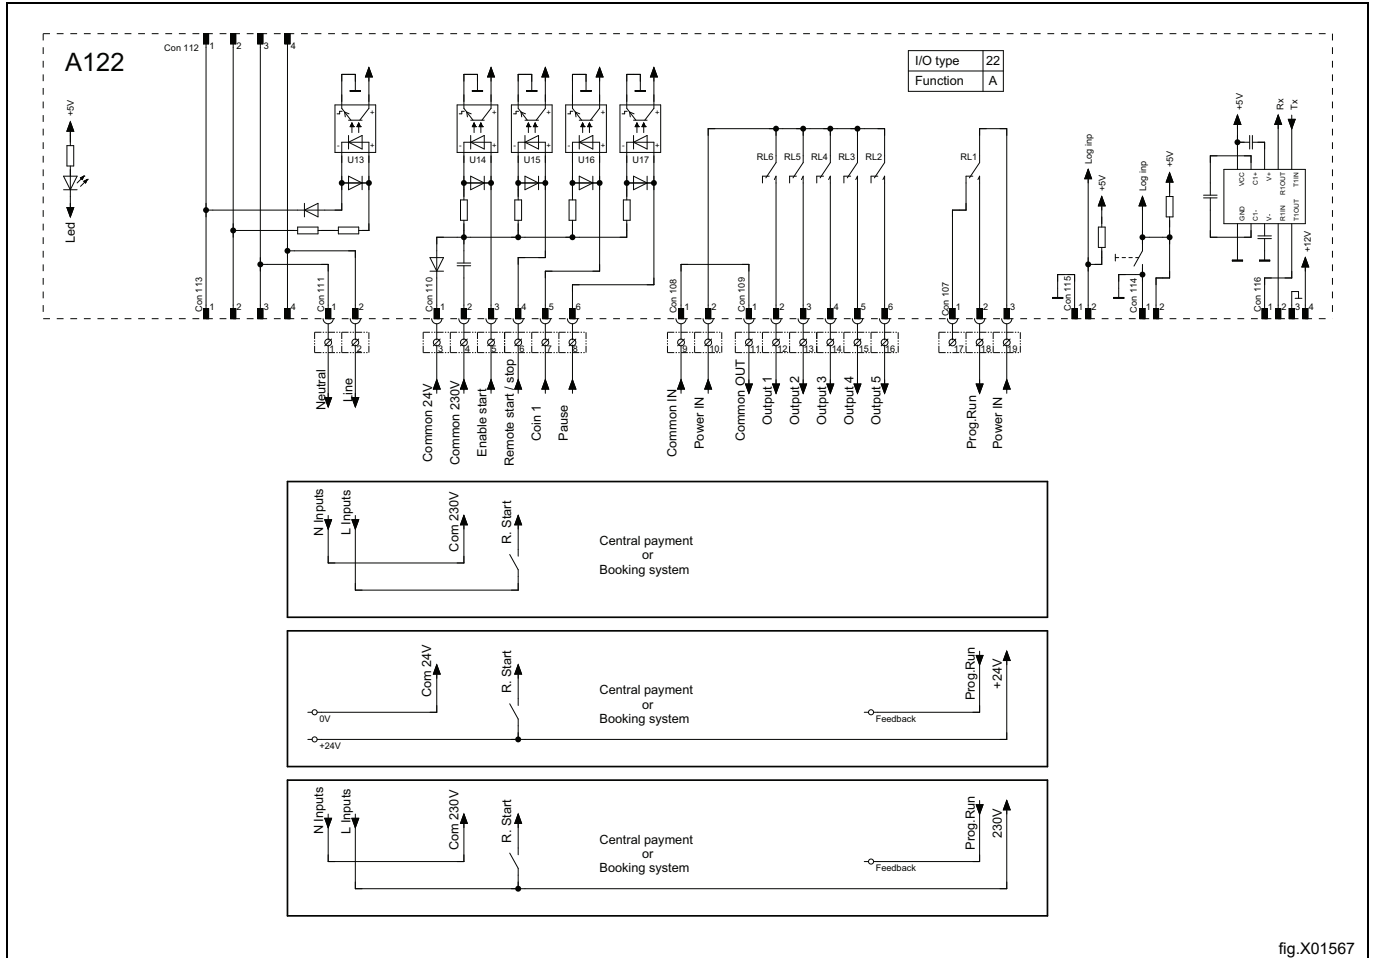 A122
Con 112
1
2
3
4
I/O type 22
Function A
+5V
Led
U13
U14
U15
U16
U17
RL6
RL5
RL4
RL3
RL2
RL1
Log inp
+5V
Log inp
+5V
+5V
Rx
Tx
VCC
C1+
V+
R1OUT
T1IN
GND
C1-
V-
R1IN
T1OUT
+12V
Con 113
1
2
3
4
Con 111
1
2
Con 110
1
2
3
4
5
6
Con 108
1
2
Con 109
1
2
3
4
5
6
Con 107
1
2
3
Con 115
1
2
Con 114
1
2
Con 116
1
2
3
4
1
2
3
4
5
6
7
8
9
10
11
12
13
14
15
16
17
18
19
Neutral
Line
Common 24V
Common 230V
Enable start
Remote start / stop
Coin 1
Pause
Common IN
Power IN
Common OUT
Output 1
Output 2
Output 3
Output 4
Output 5
Prog.Run
Power IN
N Inputs
L Inputs
Com 230V
R. Start
Central payment
or
Booking system
0V
+24V
Com 24V
R. Start
Central payment
or
Booking system
Feedback
Prog.Run
+24V
N Inputs
L Inputs
Com 230V
R. Start
Central payment
or
Booking system
Feedback
Prog.Run
230V
fig.X01567